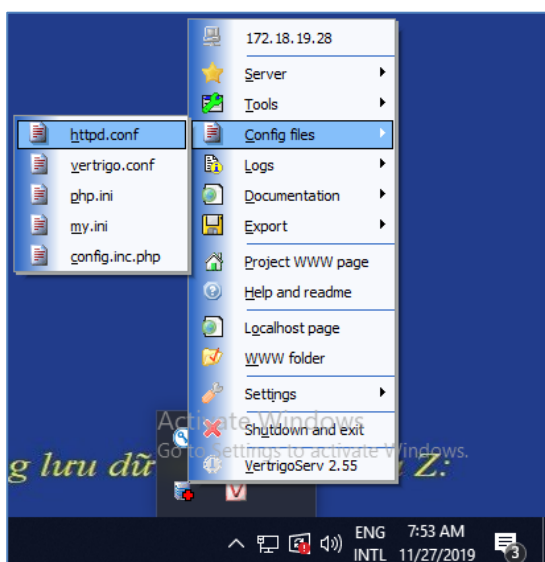 172.18.19.28
Server
Tools
Config files
Logs
Documentation
Export
Project WWW page
Help and readme
Localhost page
WWW folder
Settings
Shutdown and exit
VertrigoServ 2.55
httpd.conf
vertrigo.conf
php.ini
my.ini
config.inc.php
Activate Windows
Go to Settings to activate Windows.
g lưu dữ
Z:
ENG
INTL
7:53 AM
11/27/2019
3